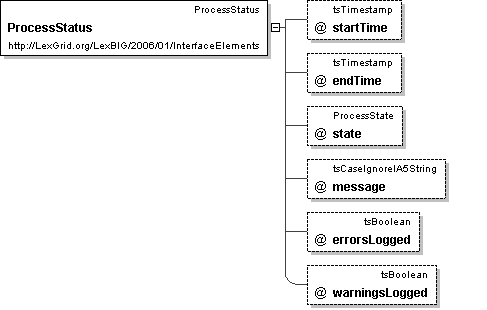 ProcessStatus
ProcessStatus
http://LexGrid.org/LexBIG/2006/01/InterfaceElements
tsTimestamp
@ startTime
tsTimestamp
@ endTime
ProcessState
@ state
tsCaseIgnoreIA5String
@ message
tsBoolean
@ errorsLogged
tsBoolean
@ warningsLogged